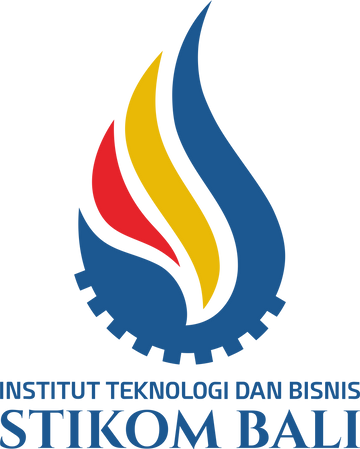 INSTITUT TEKNOLOGI DAN BISNIS
STIKOM BALI